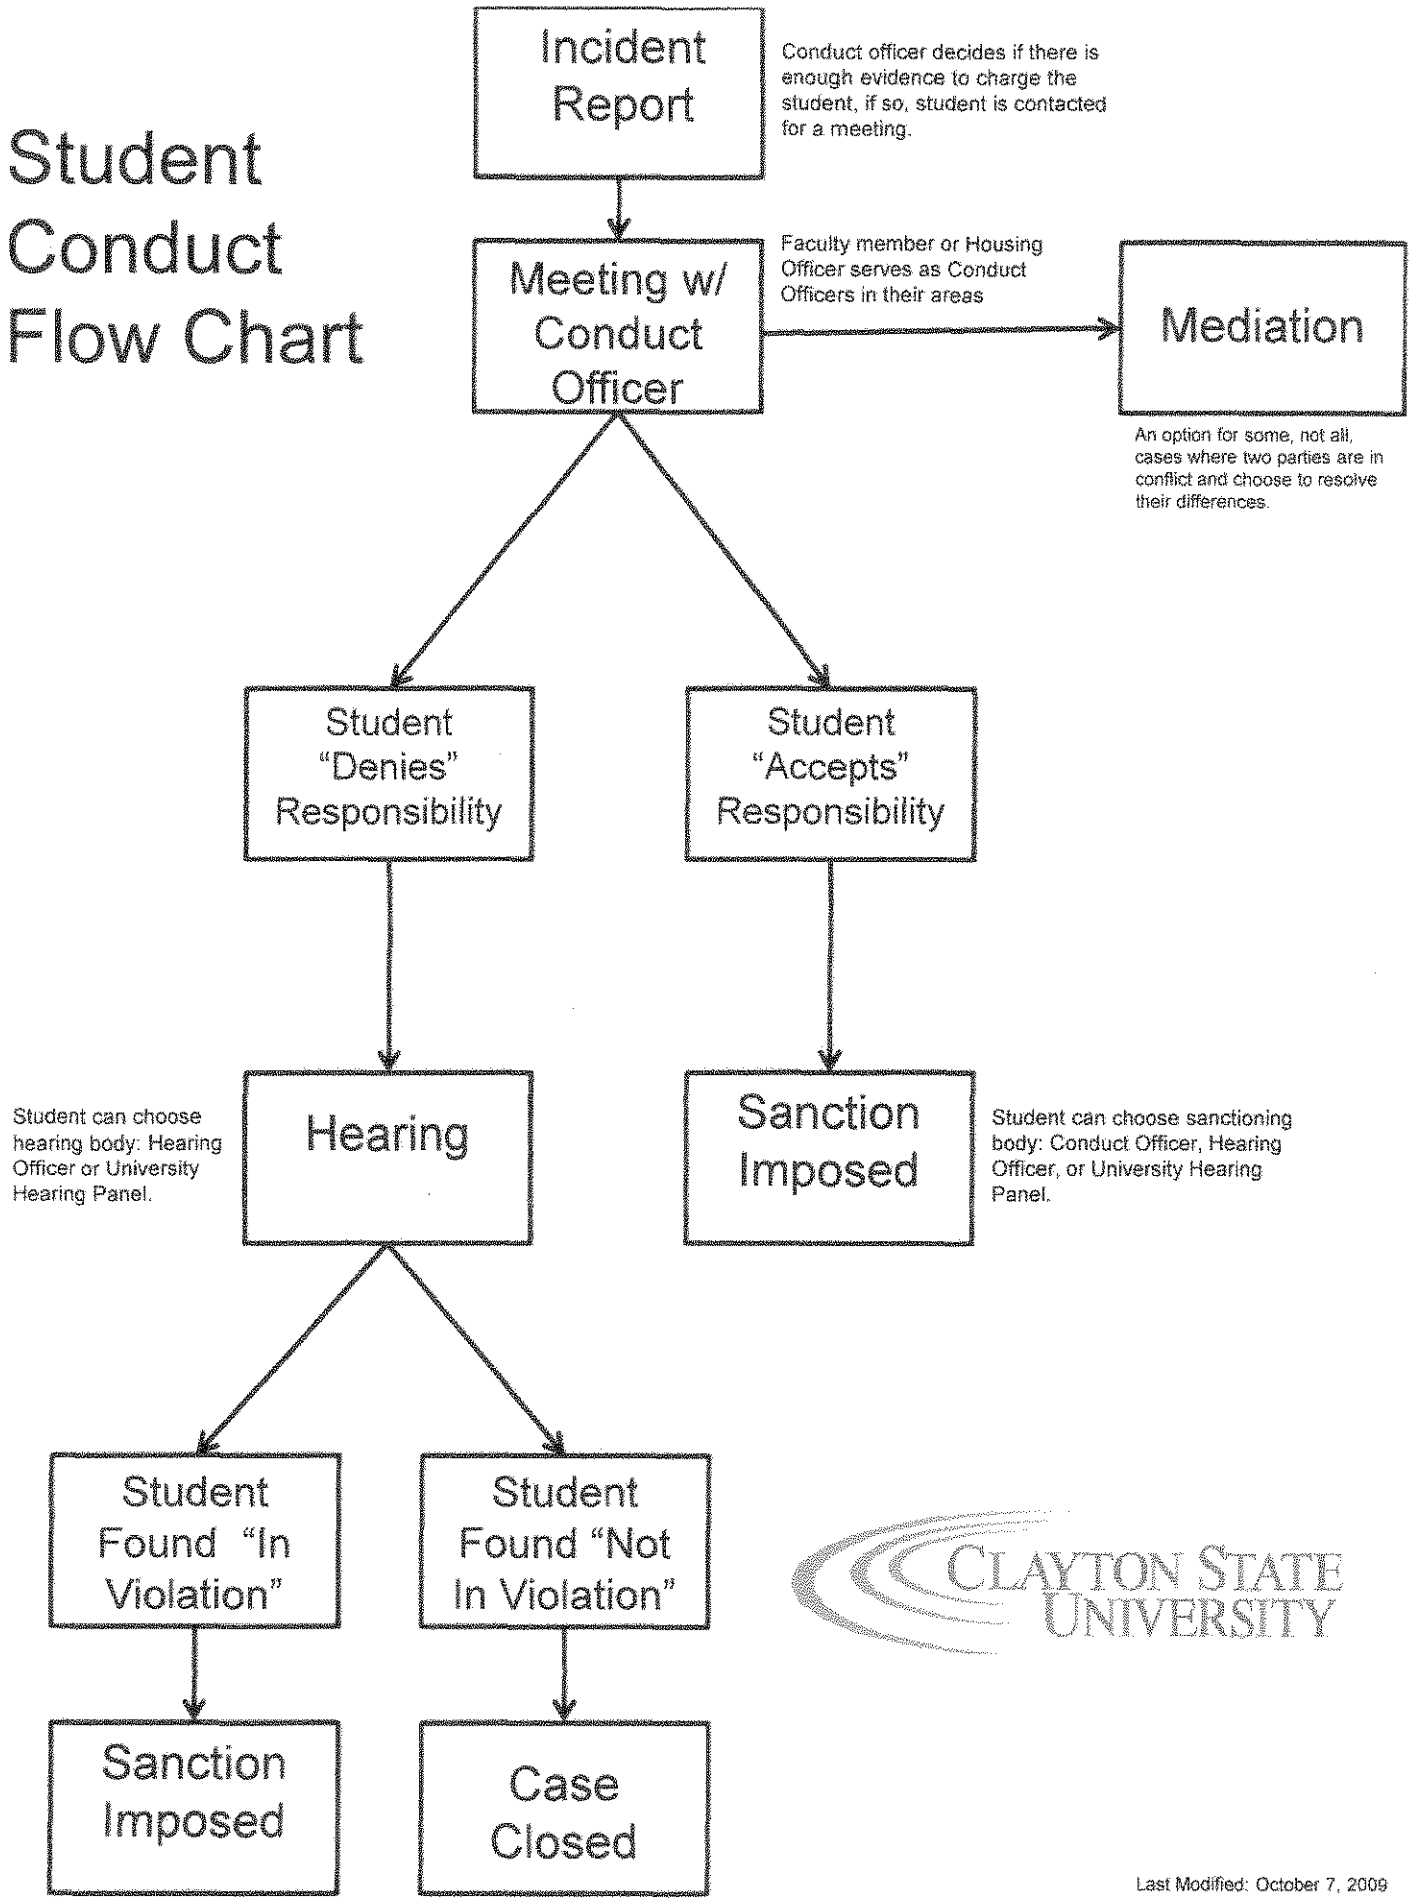 Student
Conduct
Flow Chart
Incident
Report
Conduct officer decides if there is
enough evidence to charge the
student, if so, student is contacted
for a meeting.
Meeting w/
Conduct
Officer
Faculty member or Housing
Officer serves as Conduct
Officers in their areas
Mediation
An option for some, not all,
cases where two parties are in
conflict and choose to resolve
their differences.
Student
“Denies”
Responsibility
Student
“Accepts”
Responsibility
Student can choose
hearing body: Hearing
Officer or University
Hearing Panel.
Hearing
Sanction
Imposed
Student can choose sanctioning
body: Conduct Officer, Hearing
Officer, or University Hearing
Panel.
Student
Found “In
Violation”
Student
Found “Not
In Violation”
Sanction
Imposed
Case
Closed
CLAYTON STATE
UNIVERSITY
Last Modified: October 7, 2009